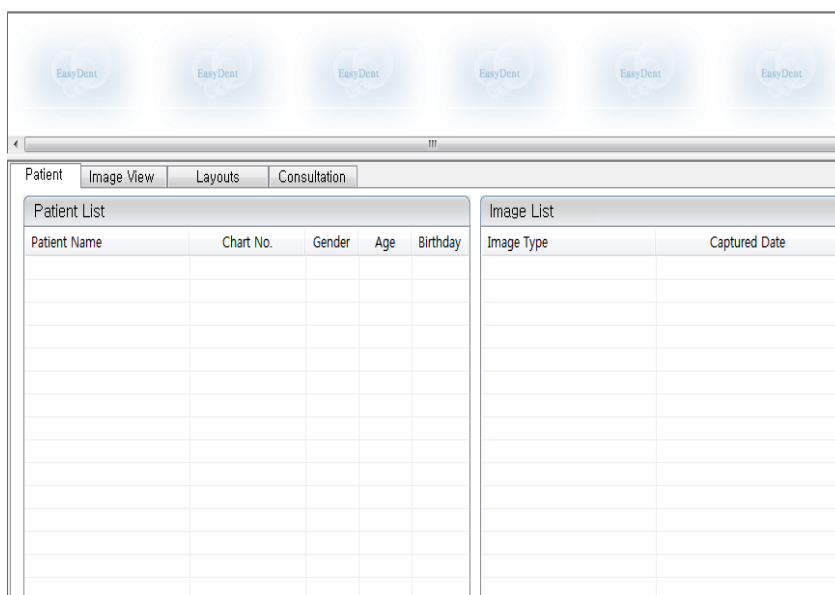 EasyDent EasyDent EasyDent EasyDent EasyDent EasyDent
Patient Image View Layouts Consultation
Patient List
Patient Name Chart No. Gender Age Birthday
Image List
Image Type Captured Date